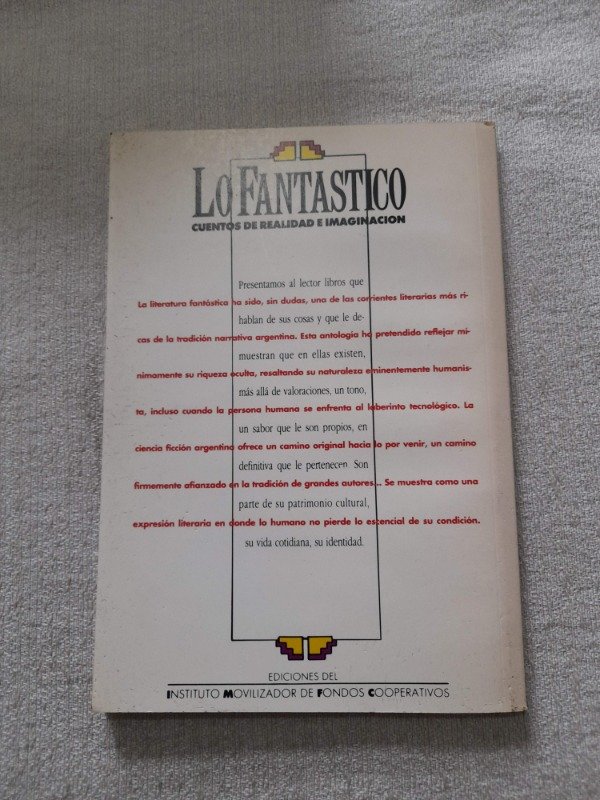 LO FANTASTICO
CUENTOS DE REALIDAD E IMAGINACION
Presentamos al lector libros que
La literatura fantástica ha sido, sin dudas, una de las corrientes literarias más ri-
hablan de sus cosas y que le de-
cas de la tradición narrativa argentina. Esta antología ha pretendido reflejar mí-
muestran que en ellas existen,
nimamente su riqueza oculta, resaltando su naturaleza eminentemente humanis-
más allá de valoraciones, un tono,
ta, incluso cuando la persona humana se enfrenta al laberinto tecnológico. La
un sabor que le son propios, en
ciencia ficción argentina ofrece un camino original hacia lo por venir, un camino
definitiva que le pertenecen. Son
firmemente afianzado en la tradición de grandes autores... Se muestra como una
parte de su patrimonio cultural,
expresión literaria en donde lo humano no pierde lo esencial de su condición.
su vida cotidiana, su identidad.
EDICIONES DEL
INSTITUTO MOVILIZADOR DE FONDOS COOPERATIVOS